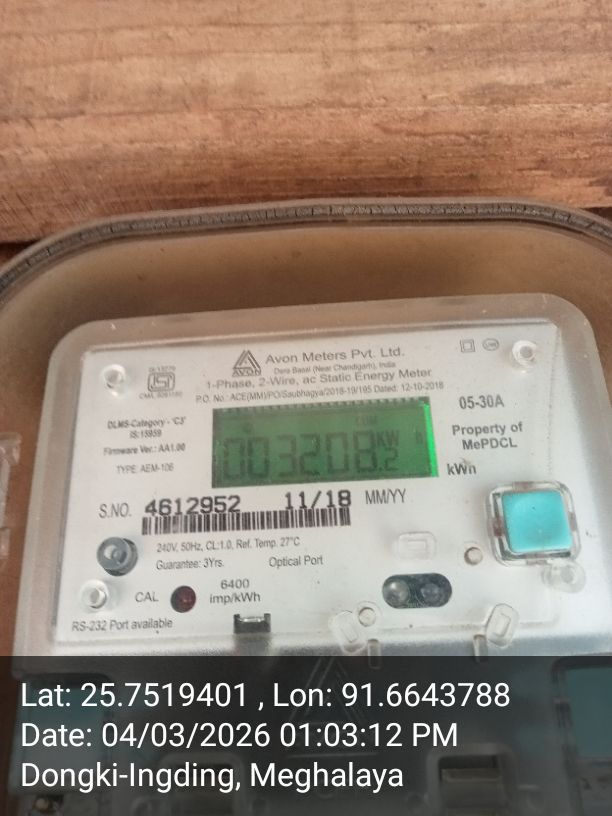 Avon Meters Pvt. Ltd.
AVON
Dera Bassi (Near Chandigarh), India
1-Phase, 2-Wire, ac Static Energy Meter
P.O. No.: ACE(MM)/PO/Saubhagya/2018-19/195 Dated: 12-10-2018
DLMS-Category - 'C3'
IS:15959
Firmware Ver.: AA1.00
TYPE: AEM-106
05-30A
Property of
MePDCL
003208.2
kWh
S.NO. 4612952 11/18 MM/YY
240V, 50Hz, CL:1.0, Ref. Temp. 27°C
Guarantee: 3Yrs. Optical Port
CAL
6400
imp/kWh
RS-232 Port available
Lat: 25.7519401 , Lon: 91.6643788
Date: 04/03/2026 01:03:12 PM
Dongki-Ingding, Meghalaya